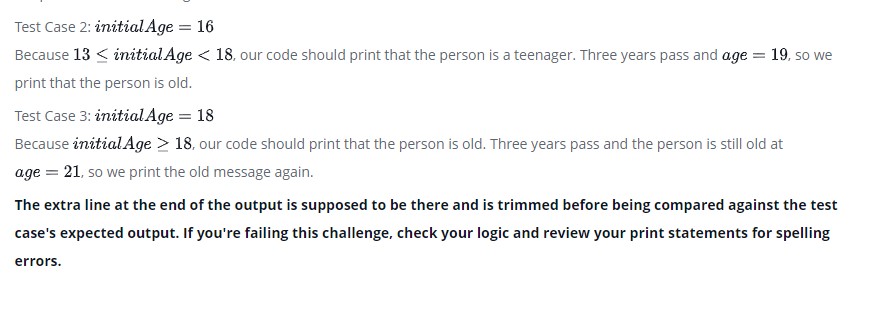 Test Case 2: initialAge = 16
Because 13 ≤ initialAge < 18, our code should print that the person is a teenager. Three years pass and age = 19, so we
print that the person is old.
Test Case 3: initialAge = 18
Because initialAge ≥ 18, our code should print that the person is old. Three years pass and the person is still old at
age = 21, so we print the old message again.
The extra line at the end of the output is supposed to be there and is trimmed before being compared against the test
case's expected output. If you're failing this challenge, check your logic and review your print statements for spelling
errors.